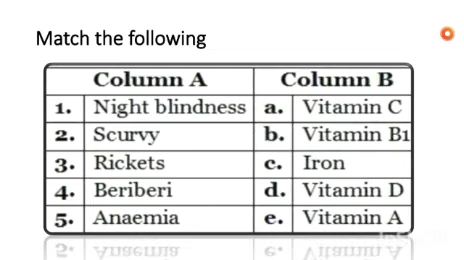 Match the following
Column A Column B
1. Night blindness a. Vitamin C
2. Scurvy b. Vitamin B1
3. Rickets c. Iron
4. Beriberi d. Vitamin D
5. Anaemia e. Vitamin A